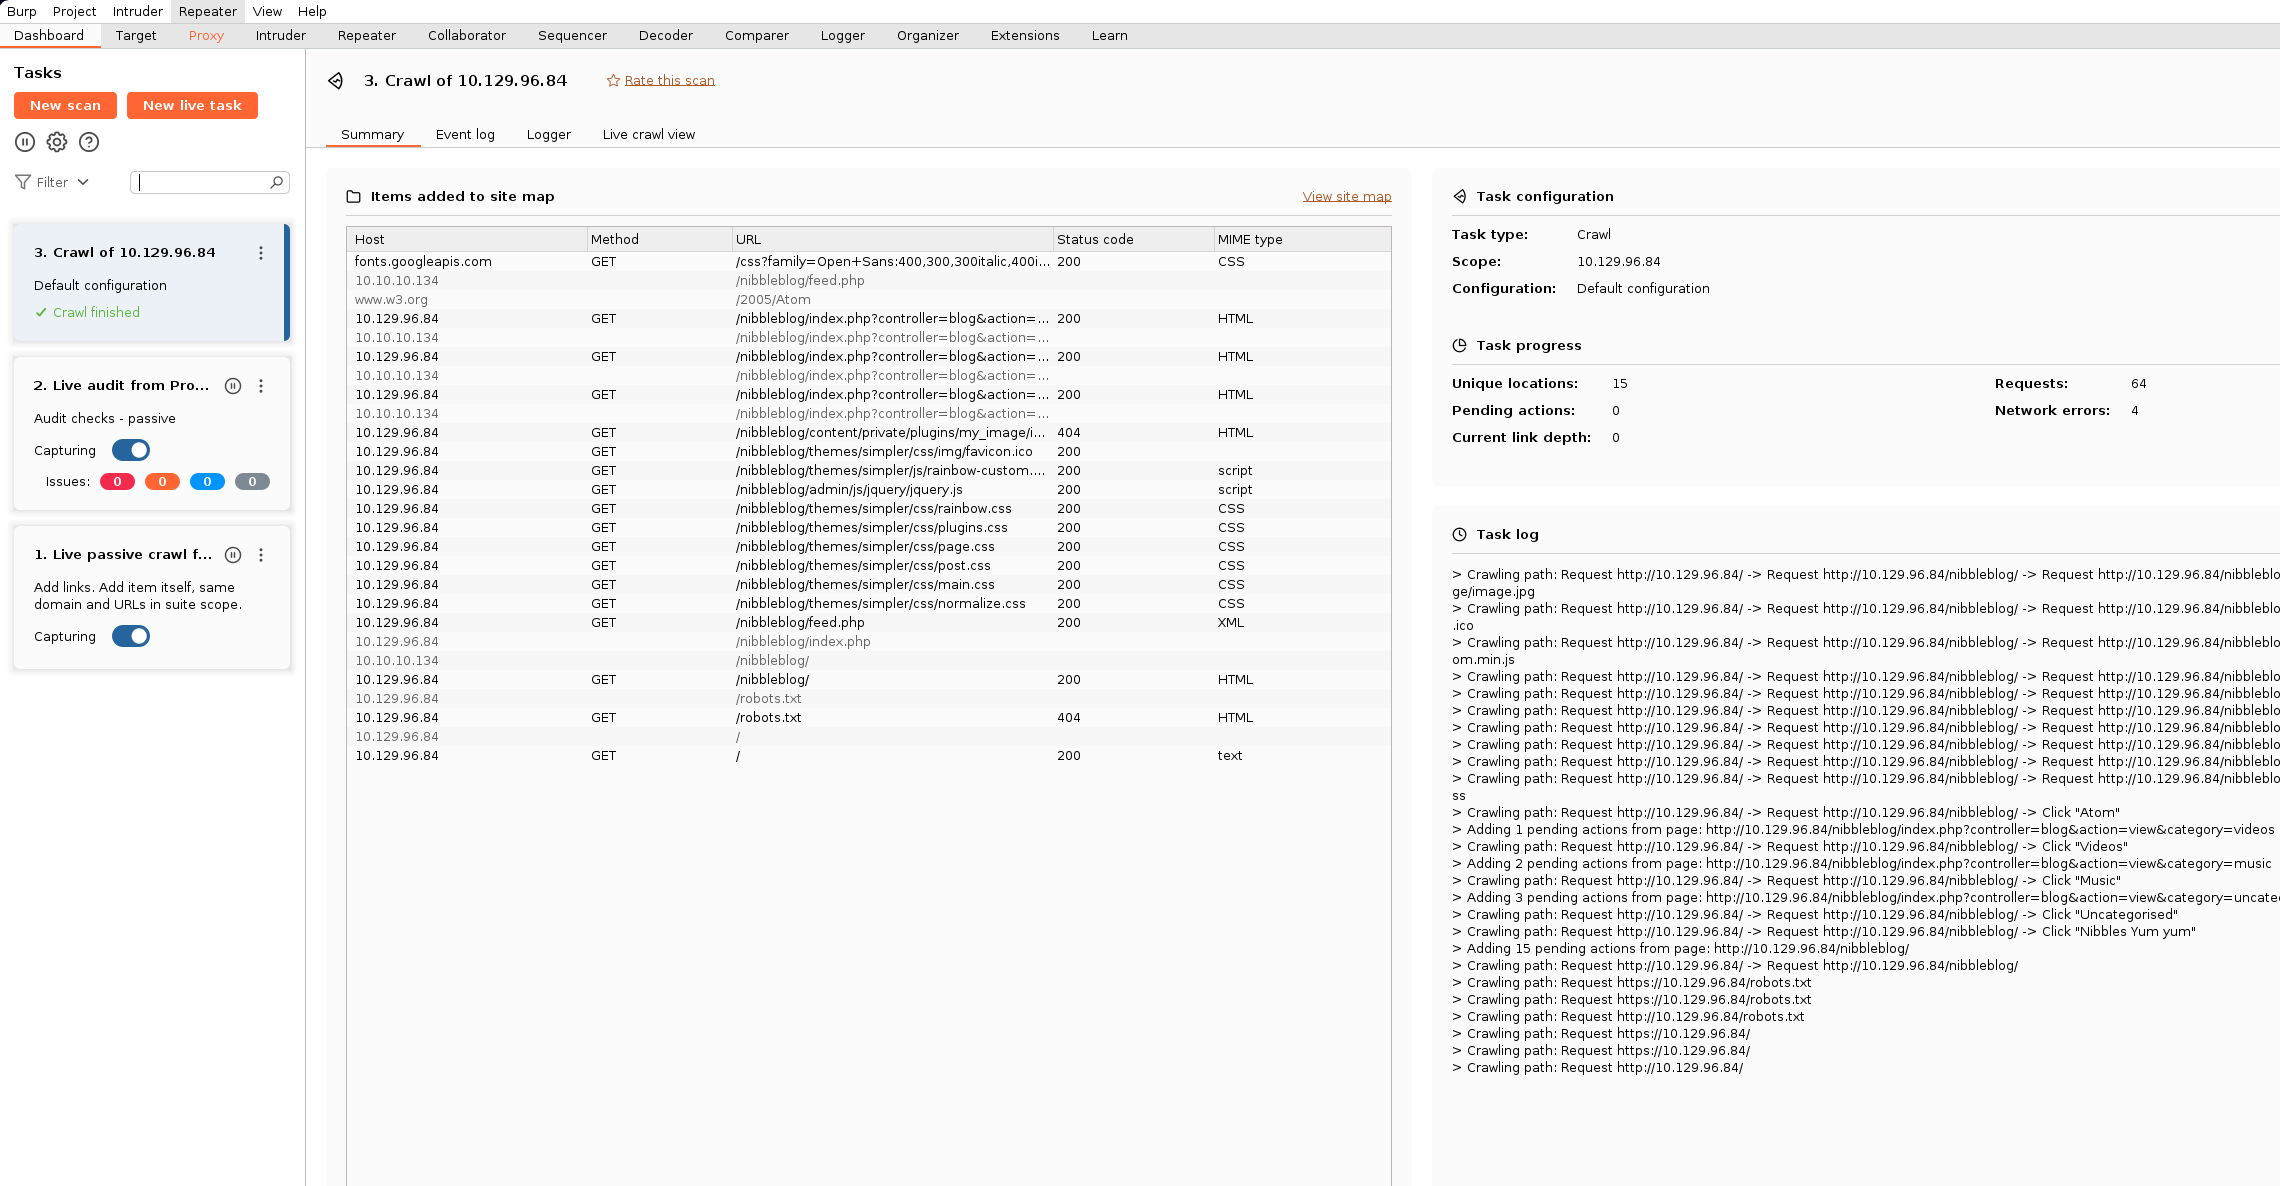 Burp Project Intruder Repeater View Help
Dashboard Target Proxy Intruder Repeater Collaborator Sequencer Decoder Comparer Logger Organizer Extensions Learn
Tasks
New scan New live task
Filter
3. Crawl of 10.129.96.84
Default configuration
Crawl finished
2. Live audit from Pro...
Audit checks - passive
Capturing
Issues: 0 0 0 0
1. Live passive crawl f...
Add links. Add item itself, same
domain and URLs in suite scope.
Capturing
3. Crawl of 10.129.96.84 Rate this scan
Summary Event log Logger Live crawl view
Items added to site map View site map
Host Method URL Status code MIME type
fonts.googleapis.com GET /css?family=Open+Sans:400,300,300italic,400i... 200 CSS
10.10.10.134 /nibbleblog/feed.php
www.w3.org /2005/Atom
10.129.96.84 GET /nibbleblog/index.php?controller=blog&action=... 200 HTML
10.10.10.134 /nibbleblog/index.php?controller=blog&action=...
10.129.96.84 GET /nibbleblog/index.php?controller=blog&action=... 200 HTML
10.10.10.134 /nibbleblog/index.php?controller=blog&action=...
10.129.96.84 GET /nibbleblog/index.php?controller=blog&action=... 200 HTML
10.10.10.134 /nibbleblog/index.php?controller=blog&action=...
10.129.96.84 GET /nibbleblog/content/private/plugins/my_image/i... 404 HTML
10.129.96.84 GET /nibbleblog/themes/simpler/css/img/favicon.ico 200
10.129.96.84 GET /nibbleblog/themes/simpler/js/rainbow-custom.... 200 script
10.129.96.84 GET /nibbleblog/admin/js/jquery/jquery.js 200 script
10.129.96.84 GET /nibbleblog/themes/simpler/css/rainbow.css 200 CSS
10.129.96.84 GET /nibbleblog/themes/simpler/css/plugins.css 200 CSS
10.129.96.84 GET /nibbleblog/themes/simpler/css/page.css 200 CSS
10.129.96.84 GET /nibbleblog/themes/simpler/css/post.css 200 CSS
10.129.96.84 GET /nibbleblog/themes/simpler/css/main.css 200 CSS
10.129.96.84 GET /nibbleblog/themes/simpler/css/normalize.css 200 CSS
10.129.96.84 GET /nibbleblog/feed.php 200 XML
10.129.96.84 /nibbleblog/index.php
10.10.10.134 /nibbleblog/
10.129.96.84 GET /nibbleblog/ 200 HTML
10.129.96.84 /robots.txt
10.129.96.84 GET /robots.txt 404 HTML
10.129.96.84 /
10.129.96.84 GET / 200 text
Task configuration
Task type: Crawl
Scope: 10.129.96.84
Configuration: Default configuration
Task progress
Unique locations: 15 Requests: 64
Pending actions: 0 Network errors: 4
Current link depth: 0
Task log
> Crawling path: Request http://10.129.96.84/ -> Request http://10.129.96.84/nibbleblog/ -> Request http://10.129.96.84/nibbleblo
ge/image.jpg
> Crawling path: Request http://10.129.96.84/ -> Request http://10.129.96.84/nibbleblog/ -> Request http://10.129.96.84/nibbleblo
.ico
> Crawling path: Request http://10.129.96.84/ -> Request http://10.129.96.84/nibbleblog/ -> Request http://10.129.96.84/nibbleblo
om.min.js
> Crawling path: Request http://10.129.96.84/ -> Request http://10.129.96.84/nibbleblog/ -> Request http://10.129.96.84/nibbleblo
> Crawling path: Request http://10.129.96.84/ -> Request http://10.129.96.84/nibbleblog/ -> Request http://10.129.96.84/nibbleblo
> Crawling path: Request http://10.129.96.84/ -> Request http://10.129.96.84/nibbleblog/ -> Request http://10.129.96.84/nibbleblo
> Crawling path: Request http://10.129.96.84/ -> Request http://10.129.96.84/nibbleblog/ -> Request http://10.129.96.84/nibbleblo
> Crawling path: Request http://10.129.96.84/ -> Request http://10.129.96.84/nibbleblog/ -> Request http://10.129.96.84/nibbleblo
> Crawling path: Request http://10.129.96.84/ -> Request http://10.129.96.84/nibbleblog/ -> Request http://10.129.96.84/nibbleblo
> Crawling path: Request http://10.129.96.84/ -> Request http://10.129.96.84/nibbleblog/ -> Request http://10.129.96.84/nibbleblo
ss
> Crawling path: Request http://10.129.96.84/ -> Request http://10.129.96.84/nibbleblog/ -> Click "Atom"
> Adding 1 pending actions from page: http://10.129.96.84/nibbleblog/index.php?controller=blog&action=view&category=videos
> Crawling path: Request http://10.129.96.84/ -> Request http://10.129.96.84/nibbleblog/ -> Click "Videos"
> Adding 2 pending actions from page: http://10.129.96.84/nibbleblog/index.php?controller=blog&action=view&category=music
> Crawling path: Request http://10.129.96.84/ -> Request http://10.129.96.84/nibbleblog/ -> Click "Music"
> Adding 3 pending actions from page: http://10.129.96.84/nibbleblog/index.php?controller=blog&action=view&category=uncate
> Crawling path: Request http://10.129.96.84/ -> Request http://10.129.96.84/nibbleblog/ -> Click "Uncategorised"
> Crawling path: Request http://10.129.96.84/ -> Request http://10.129.96.84/nibbleblog/ -> Click "Nibbles Yum yum"
> Adding 15 pending actions from page: http://10.129.96.84/nibbleblog/
> Crawling path: Request http://10.129.96.84/ -> Request http://10.129.96.84/nibbleblog/
> Crawling path: Request https://10.129.96.84/robots.txt
> Crawling path: Request https://10.129.96.84/robots.txt
> Crawling path: Request http://10.129.96.84/robots.txt
> Crawling path: Request https://10.129.96.84/
> Crawling path: Request https://10.129.96.84/
> Crawling path: Request http://10.129.96.84/